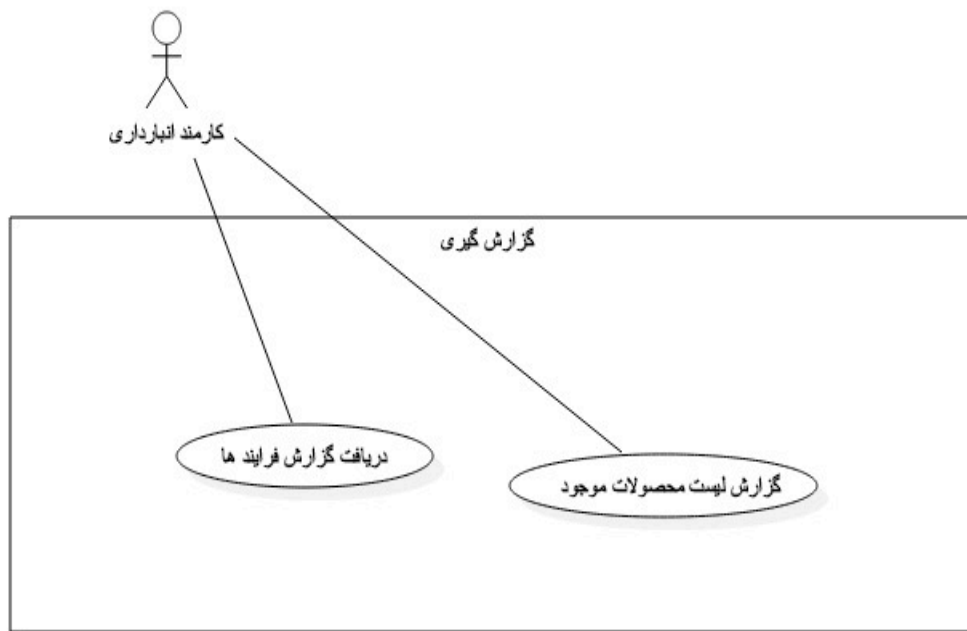 کارمند انبارداری
گزارش گیری
دریافت گزارش فرایند ها
گزارش لیست محصولات موجود